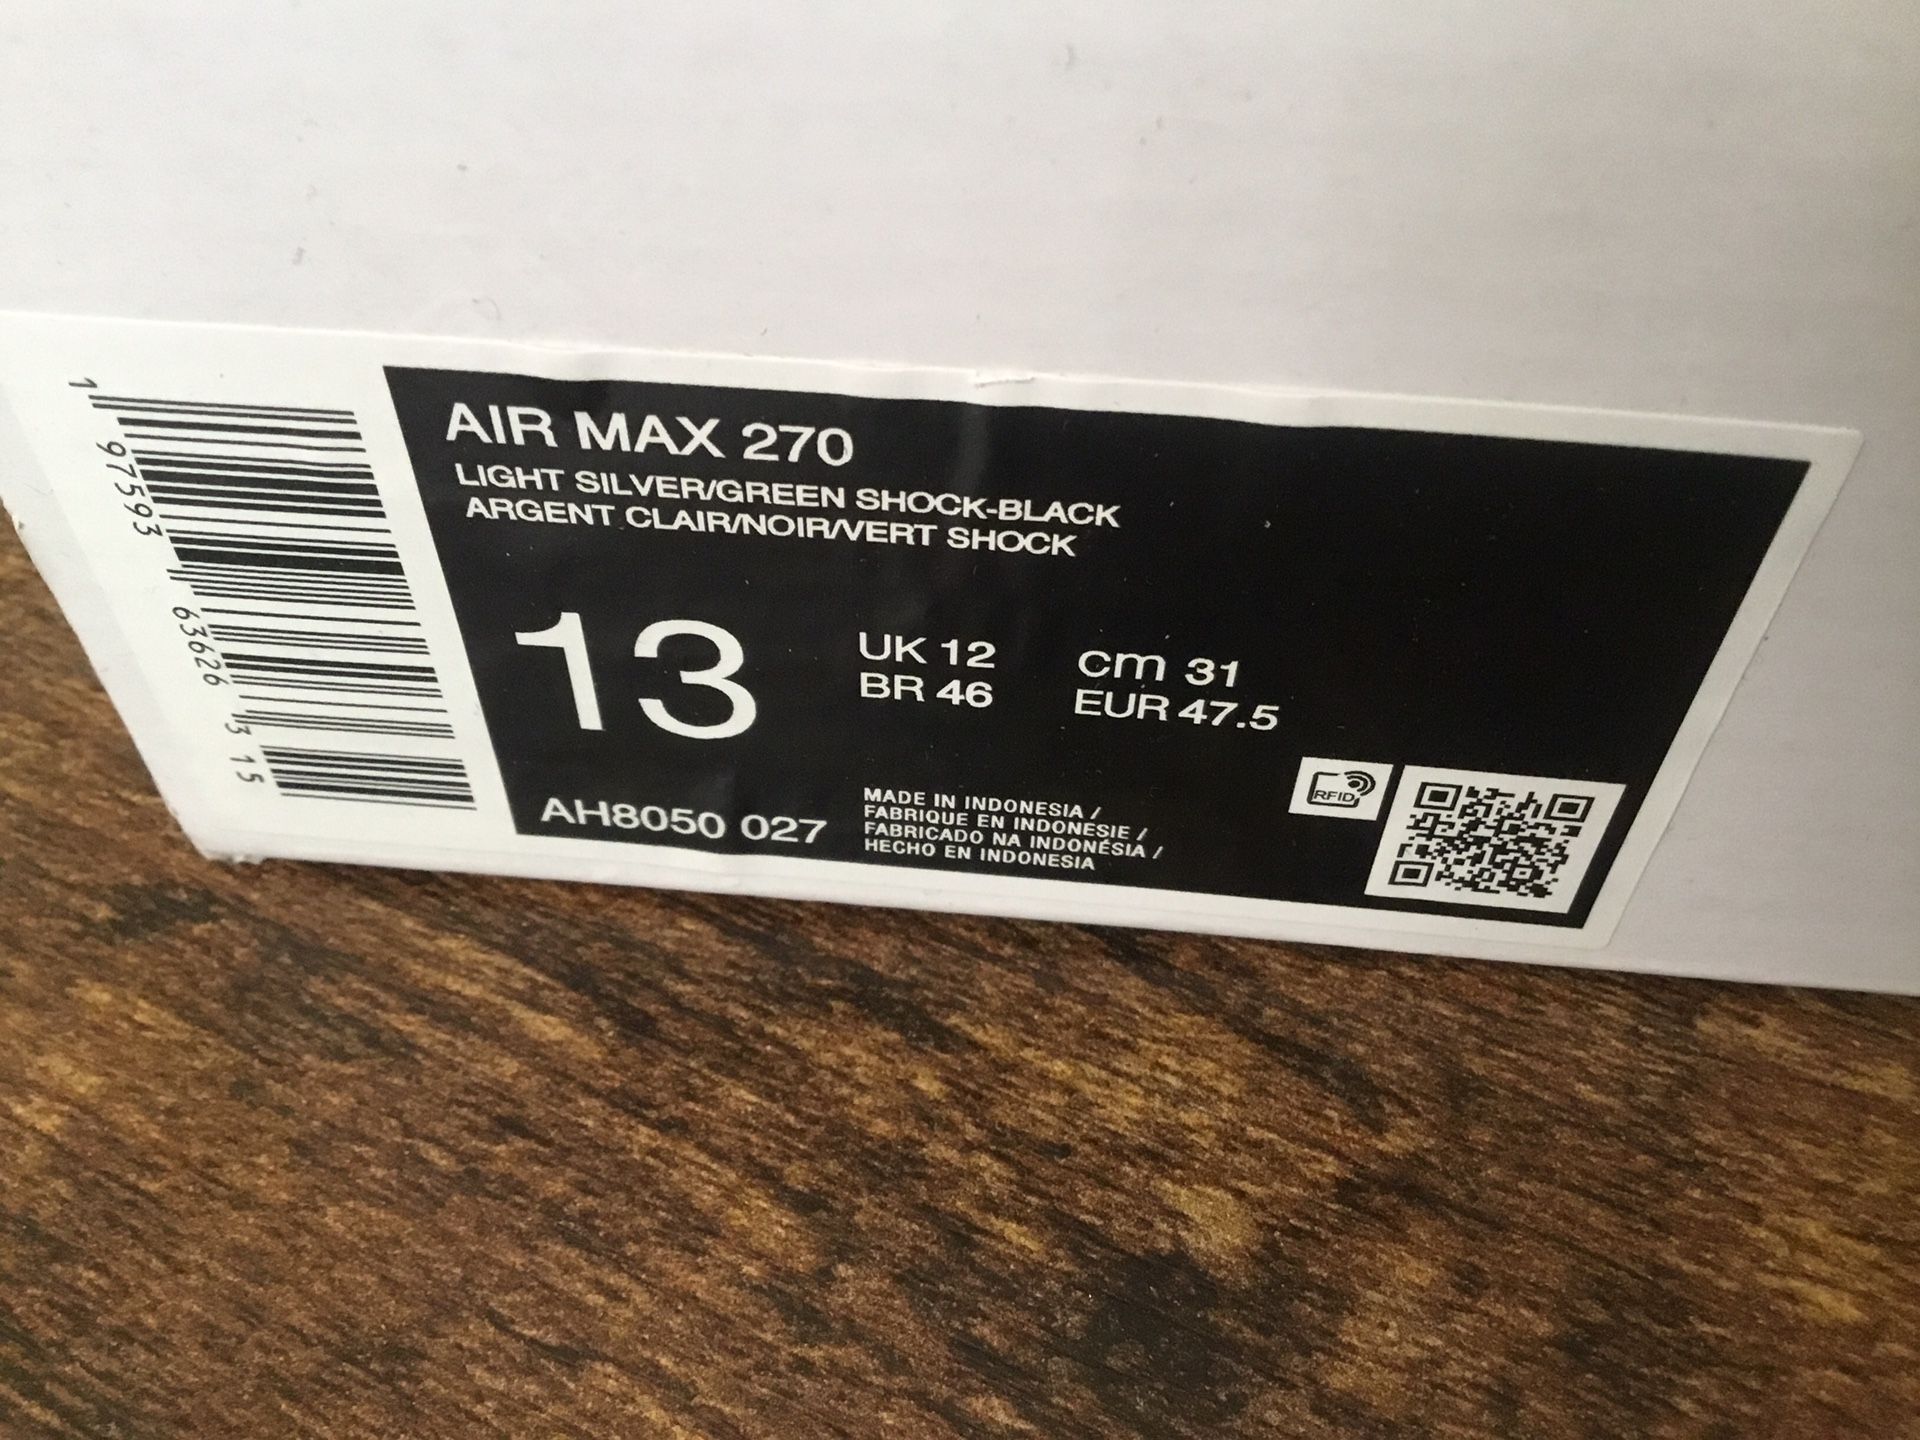 AIR MAX 270
LIGHT SILVER/GREEN SHOCK-BLACK
ARGENT CLAIR/NOIR/VERT SHOCK
13
UK 12
BR 46
cm 31
EUR 47.5
AH8050 027
MADE IN INDONESIA /
FABRIQUE EN INDONESIE /
FABRICADO NA INDONÉSIA /
HECHO EN INDONESIA
RFID
1 97593 63626 3 15